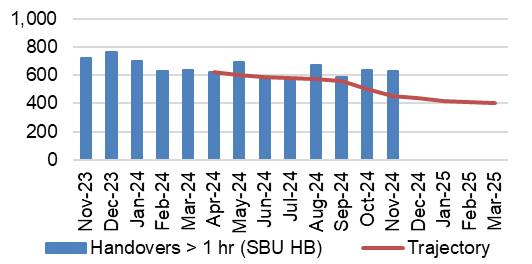 1,000
800
600
400
200
0
Nov-23
Dec-23
Jan-24
Feb-24
Mar-24
Apr-24
May-24
Jun-24
Jul-24
Aug-24
Sep-24
Oct-24
Nov-24
Dec-24
Jan-25
Feb-25
Mar-25
Handovers > 1 hr (SBU HB)
Trajectory